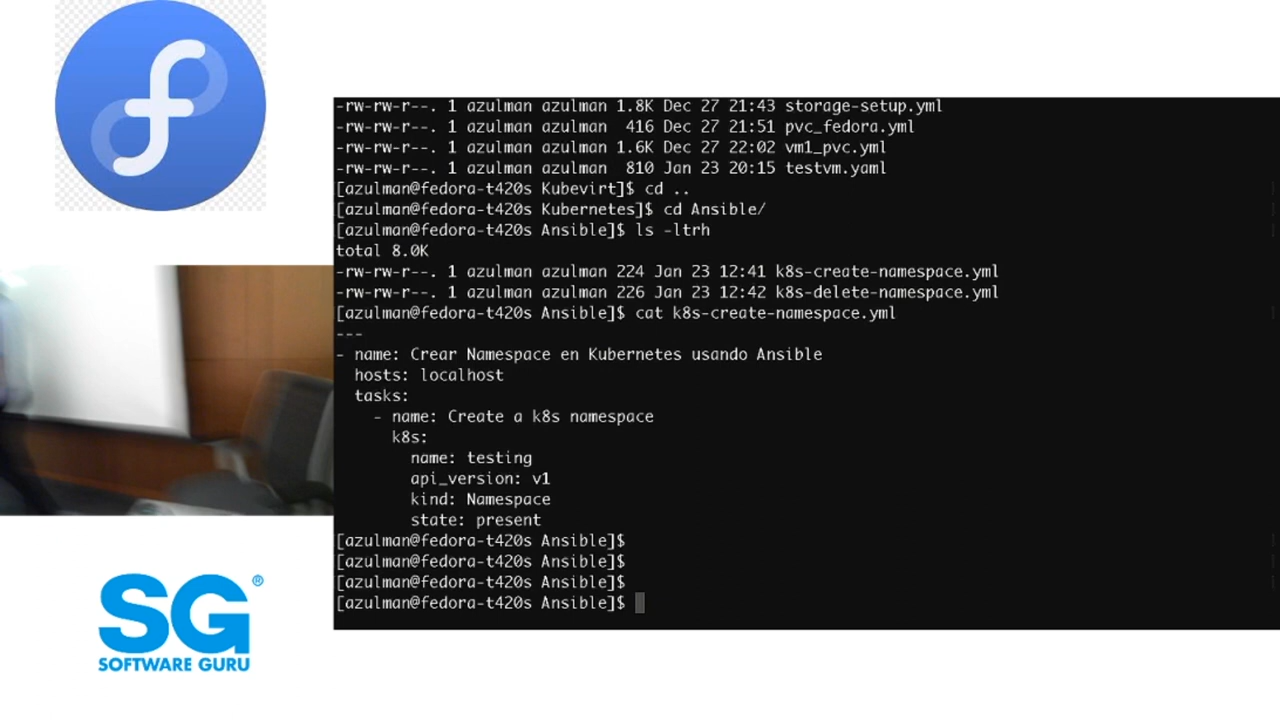 -rw-rw-r--. 1 azulman azulman 1.8K Dec 27 21:43 storage-setup.yml
-rw-rw-r--. 1 azulman azulman  416 Dec 27 21:51 pvc_fedora.yml
-rw-rw-r--. 1 azulman azulman 1.6K Dec 27 22:02 vm1_pvc.yml
-rw-rw-r--. 1 azulman azulman  810 Jan 23 20:15 testvm.yaml
[azulman@fedora-t420s Kubevirt]$ cd ..
[azulman@fedora-t420s Kubernetes]$ cd Ansible/
[azulman@fedora-t420s Ansible]$ ls -ltrh
total 8.0K
-rw-rw-r--. 1 azulman azulman 224 Jan 23 12:41 k8s-create-namespace.yml
-rw-rw-r--. 1 azulman azulman 226 Jan 23 12:42 k8s-delete-namespace.yml
[azulman@fedora-t420s Ansible]$ cat k8s-create-namespace.yml
---
- name: Crear Namespace en Kubernetes usando Ansible
  hosts: localhost
  tasks:
    - name: Create a k8s namespace
      k8s:
        name: testing
        api_version: v1
        kind: Namespace
        state: present
[azulman@fedora-t420s Ansible]$
[azulman@fedora-t420s Ansible]$
[azulman@fedora-t420s Ansible]$
[azulman@fedora-t420s Ansible]$
SG®
SOFTWARE GURU